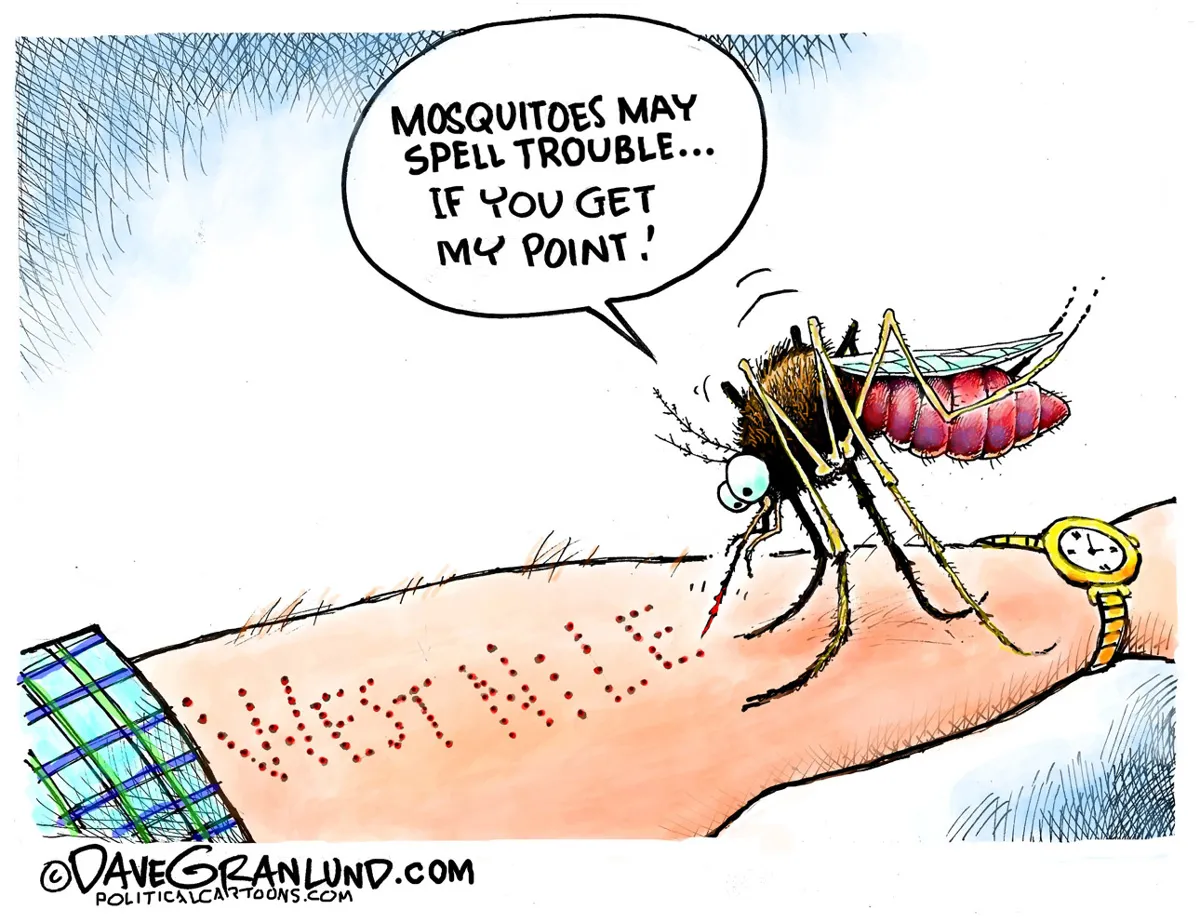 MOSQUITOES MAY
SPELL TROUBLE...
IF YOU GET
MY POINT!
WEST NILE
©DAVEGRANLUND.COM
POLITICALCARTOONS.COM